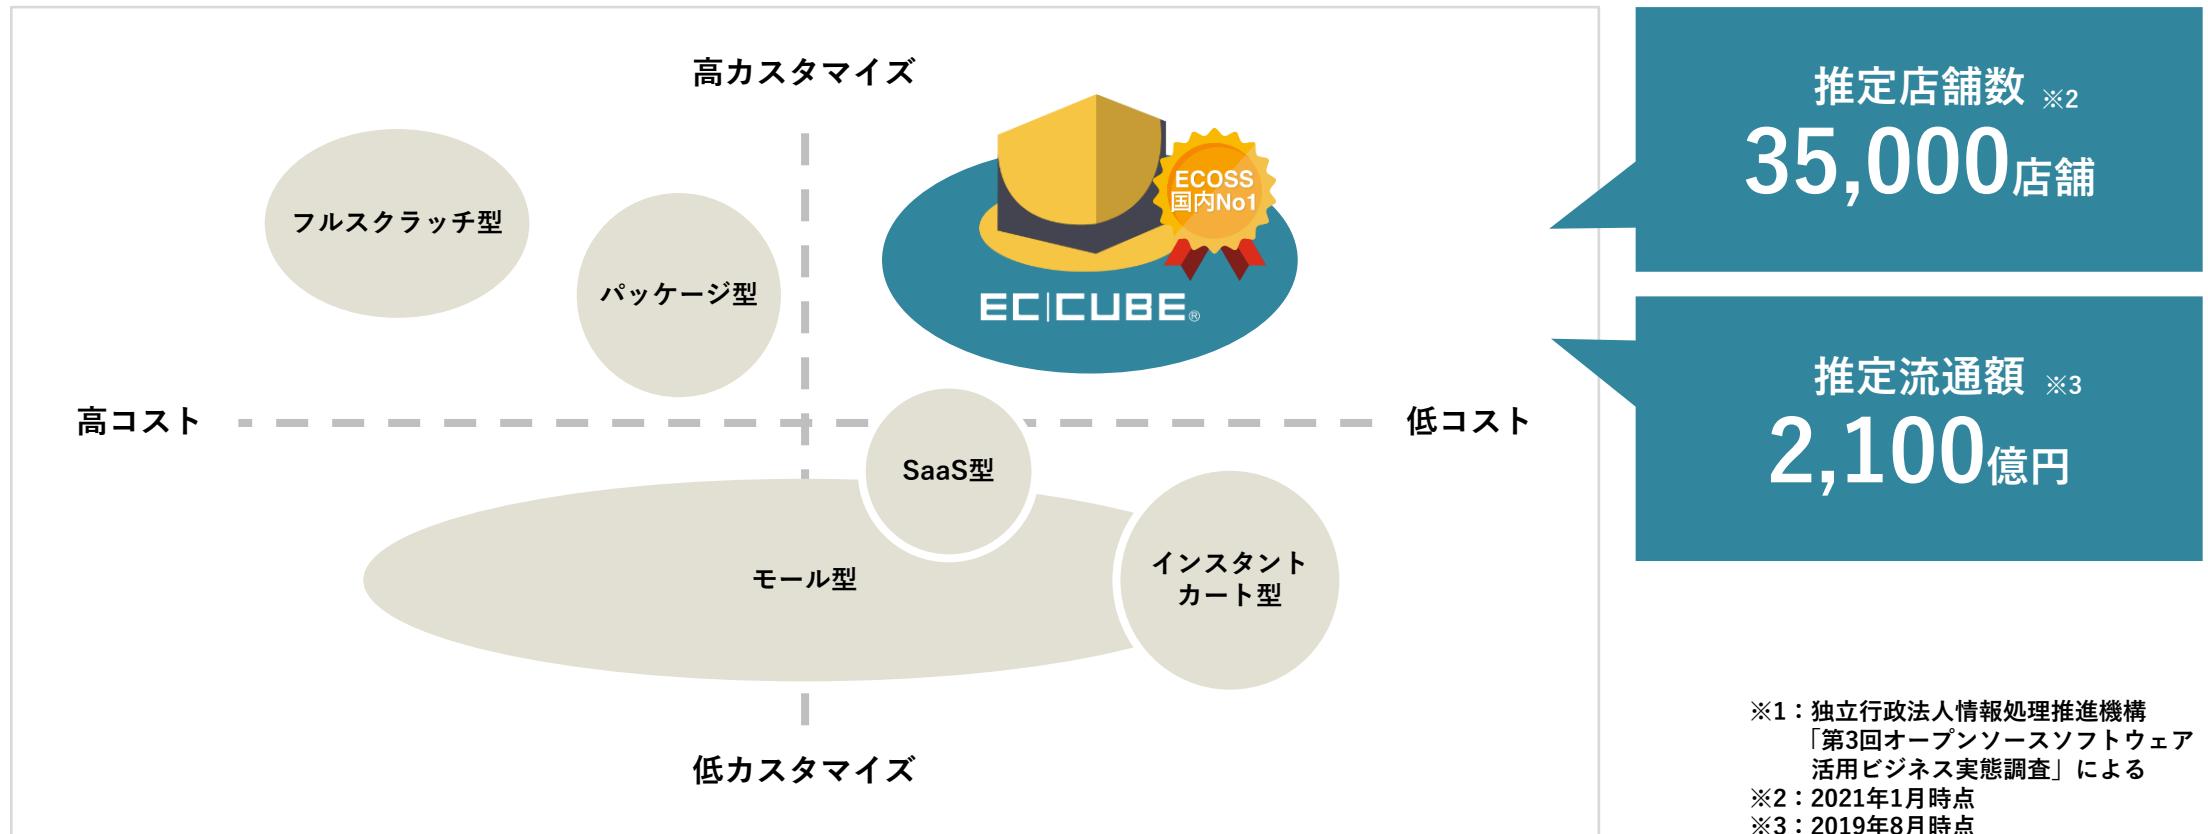 高カスタマイズ
フルスクラッチ型
パッケージ型
ECOSS
国内No1
EC|CUBE®
高コスト
低コスト
SaaS型
モール型
インスタント
カート型
低カスタマイズ
推定店舗数 ※2
35,000店舗
推定流通額 ※3
2,100億円
※1：独立行政法人情報処理推進機構
「第3回オープンソースソフトウェア
活用ビジネス実態調査」による
※2：2021年1月時点
※3：2019年8月時点